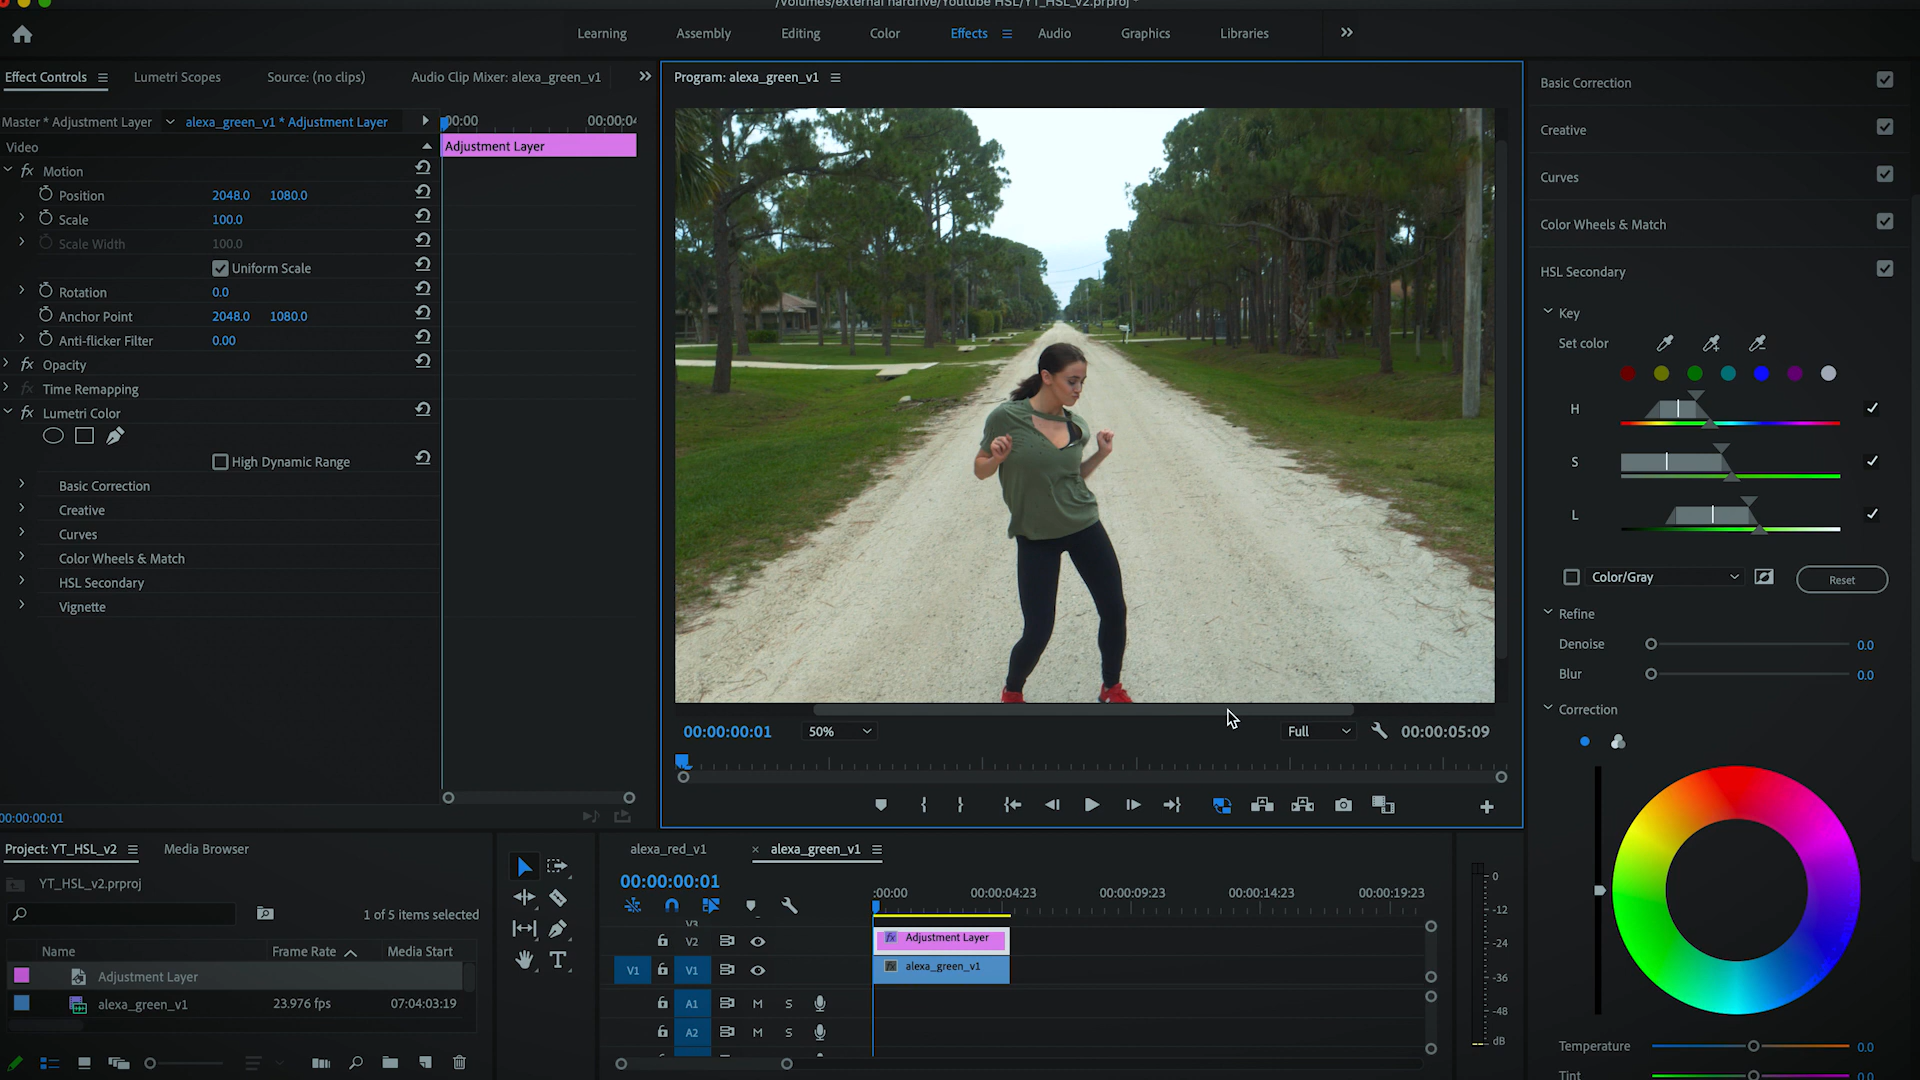 /Volumes/external hardrive/Youtube HSL/YT_HSL_v2.prproj *
Learning Assembly Editing Color Effects Audio Graphics Libraries
Effect Controls Lumetri Scopes Source: (no clips) Audio Clip Mixer: alexa_green_v1
Master * Adjustment Layer alexa_green_v1 * Adjustment Layer
:00:00 00:00:04
Video
Adjustment Layer
fx Motion
Position 2048.0 1080.0
Scale 100.0
Scale Width 100.0
Uniform Scale
Rotation 0.0
Anchor Point 2048.0 1080.0
Anti-flicker Filter 0.00
fx Opacity
fx Time Remapping
fx Lumetri Color
High Dynamic Range
Basic Correction
Creative
Curves
Color Wheels & Match
HSL Secondary
Vignette
00:00:00:01
Program: alexa_green_v1
00:00:00:01 50% Full 00:00:05:09
Basic Correction
Creative
Curves
Color Wheels & Match
HSL Secondary
Key
Set color
H
S
L
Color/Gray Reset
Refine
Denoise 0.0
Blur 0.0
Correction
Temperature 0.0
Tint 0.0
Project: YT_HSL_v2 Media Browser
YT_HSL_v2.prproj
1 of 5 items selected
Name Frame Rate Media Start
Adjustment Layer
alexa_green_v1 23.976 fps 07:04:03:19
T
alexa_red_v1 × alexa_green_v1
00:00:00:01
:00:00 00:00:04:23 00:00:09:23 00:00:14:23 00:00:19:23
V3
V2 fx Adjustment Layer
V1 V1 fx alexa_green_v1
A1 M S
A2 M S
0
-12
-24
-36
-48
dB